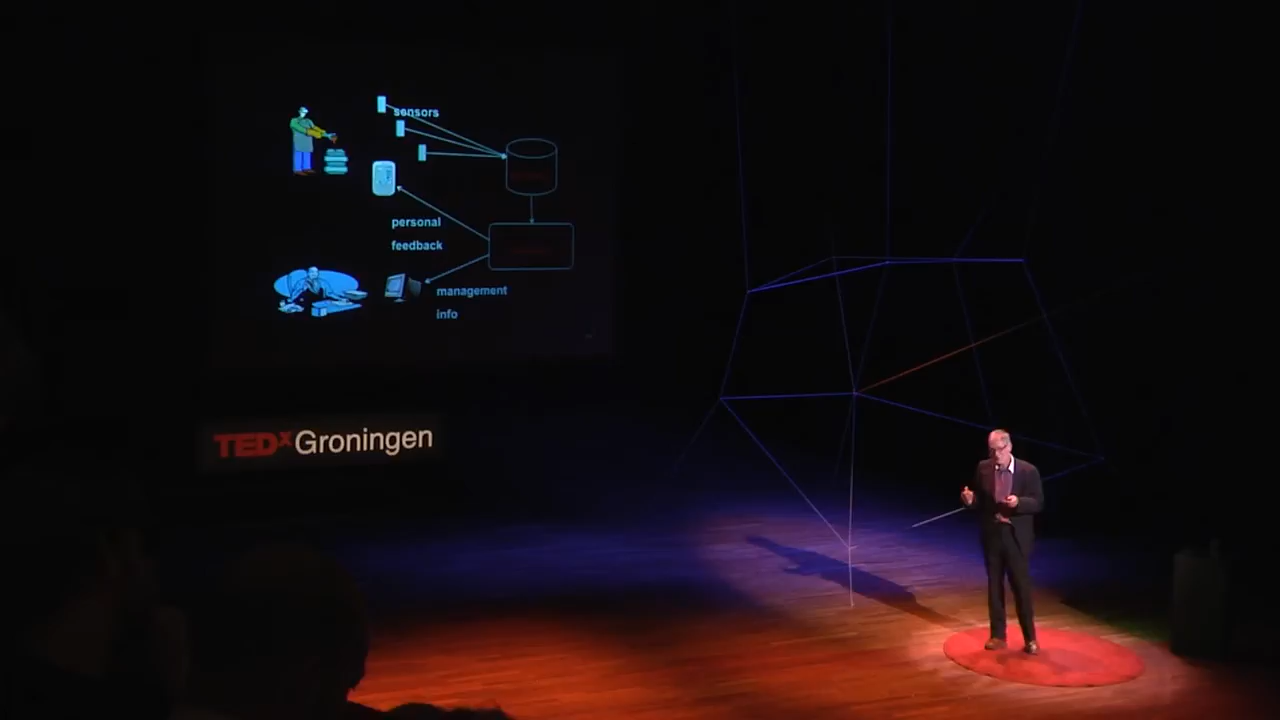 sensors
personal
feedback
management
info
TEDxGroningen